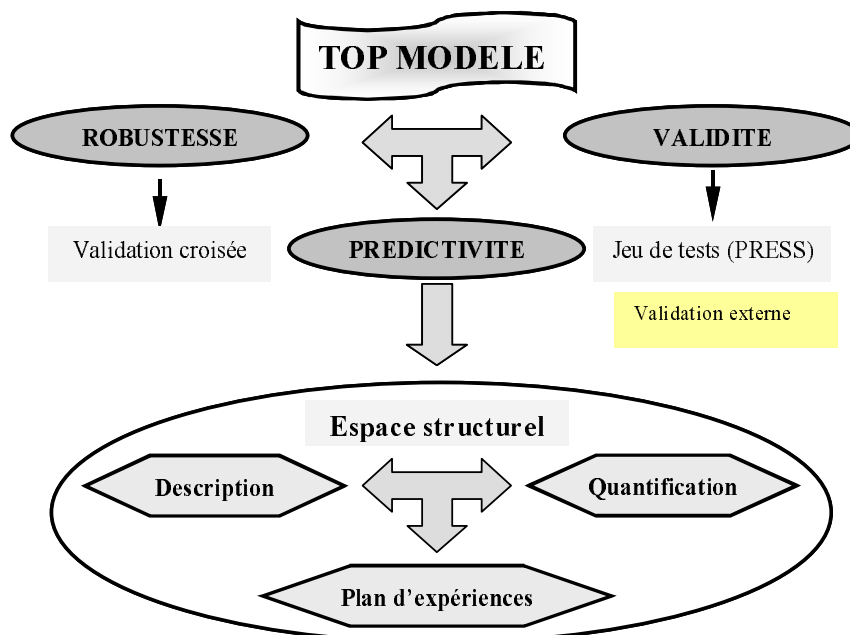 TOP MODELE
ROBUSTESSE
VALIDITE
Validation croisée
PREDICTIVITE
Jeu de tests (PRESS)
Validation externe
Espace structurel
Description
Quantification
Plan d'expériences